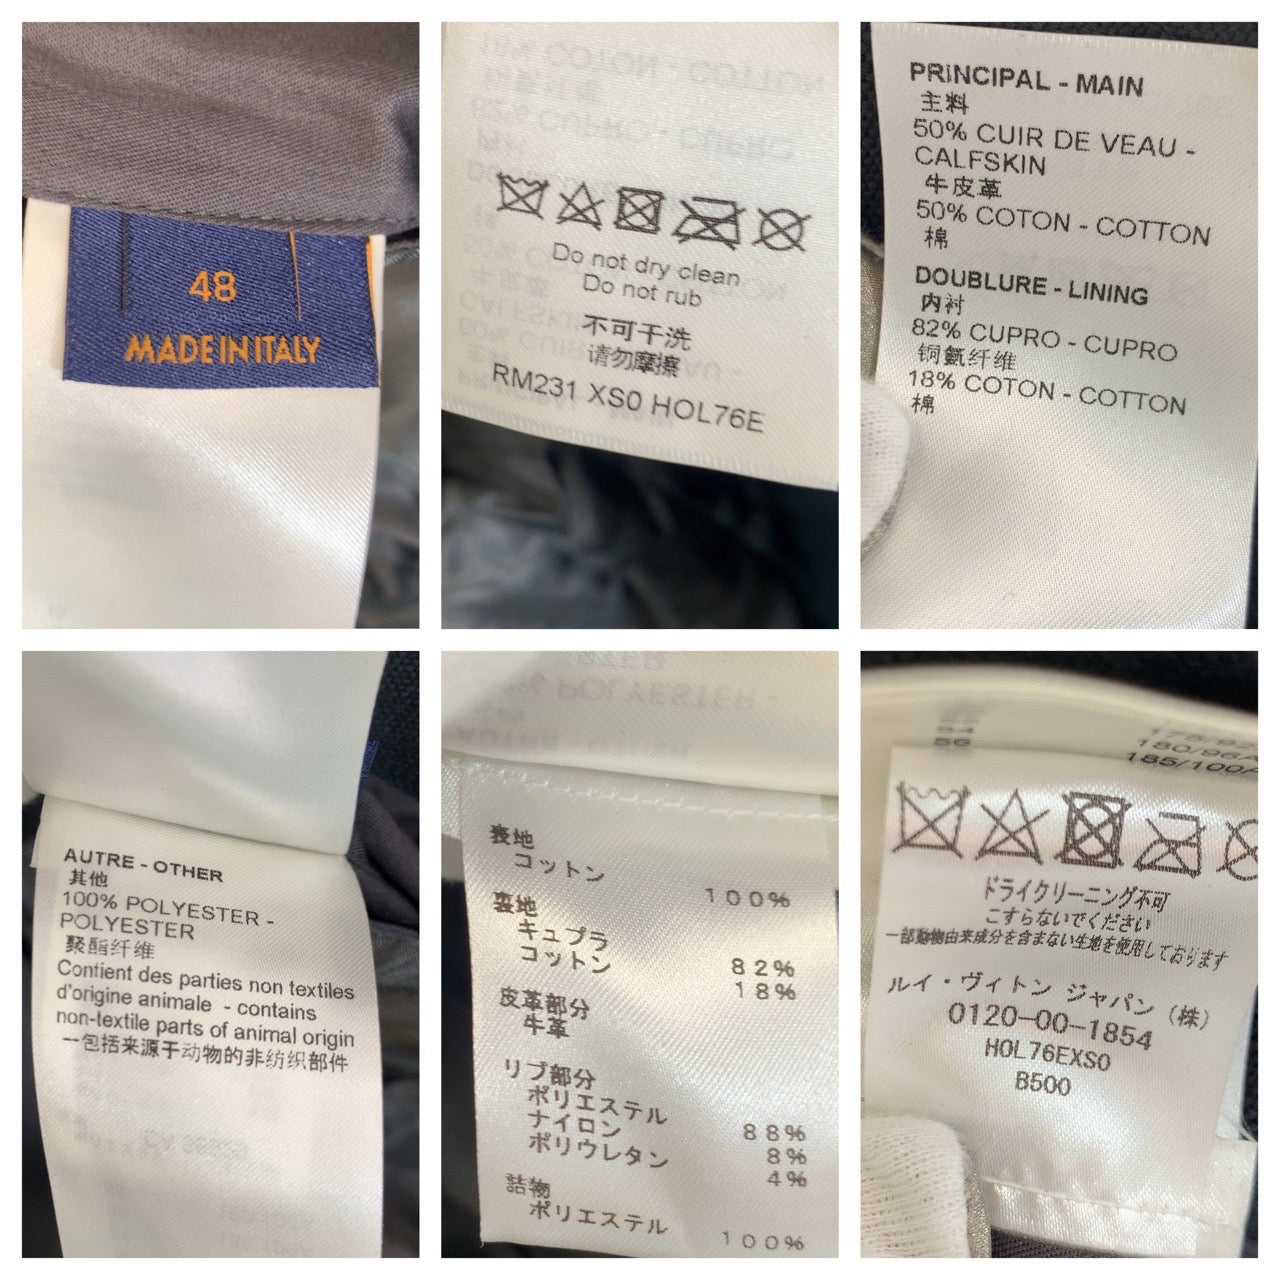 48
MADE IN ITALY
Do not dry clean
Do not rub
不可干洗
请勿摩擦
RM231 XS0 HOL76E
PRINCIPAL - MAIN
主料
50% CUIR DE VEAU -
CALFSKIN
牛皮革
50% COTON - COTTON
棉
DOUBLURE - LINING
内衬
82% CUPRO - CUPRO
铜氨纤维
18% COTON - COTTON
棉
AUTRE - OTHER
其他
100% POLYESTER -
POLYESTER
聚酯纤维
Contient des parties non textiles
d'origine animale - contains
non-textile parts of animal origin
一包括来源于动物的非纺织部件
表地
コットン 100%
裏地
キュプラ 82%
コットン 18%
皮革部分
牛革
リブ部分
ポリエステル 88%
ナイロン 8%
ポリウレタン 4%
詰物
ポリエステル 100%
56
180/96A
185/100A
ドライクリーニング不可
こすらないでください
一部動物由来成分を含まない生地を使用しております
ルイ・ヴィトン ジャパン(株)
0120-00-1854
HOL76EXS0
B500